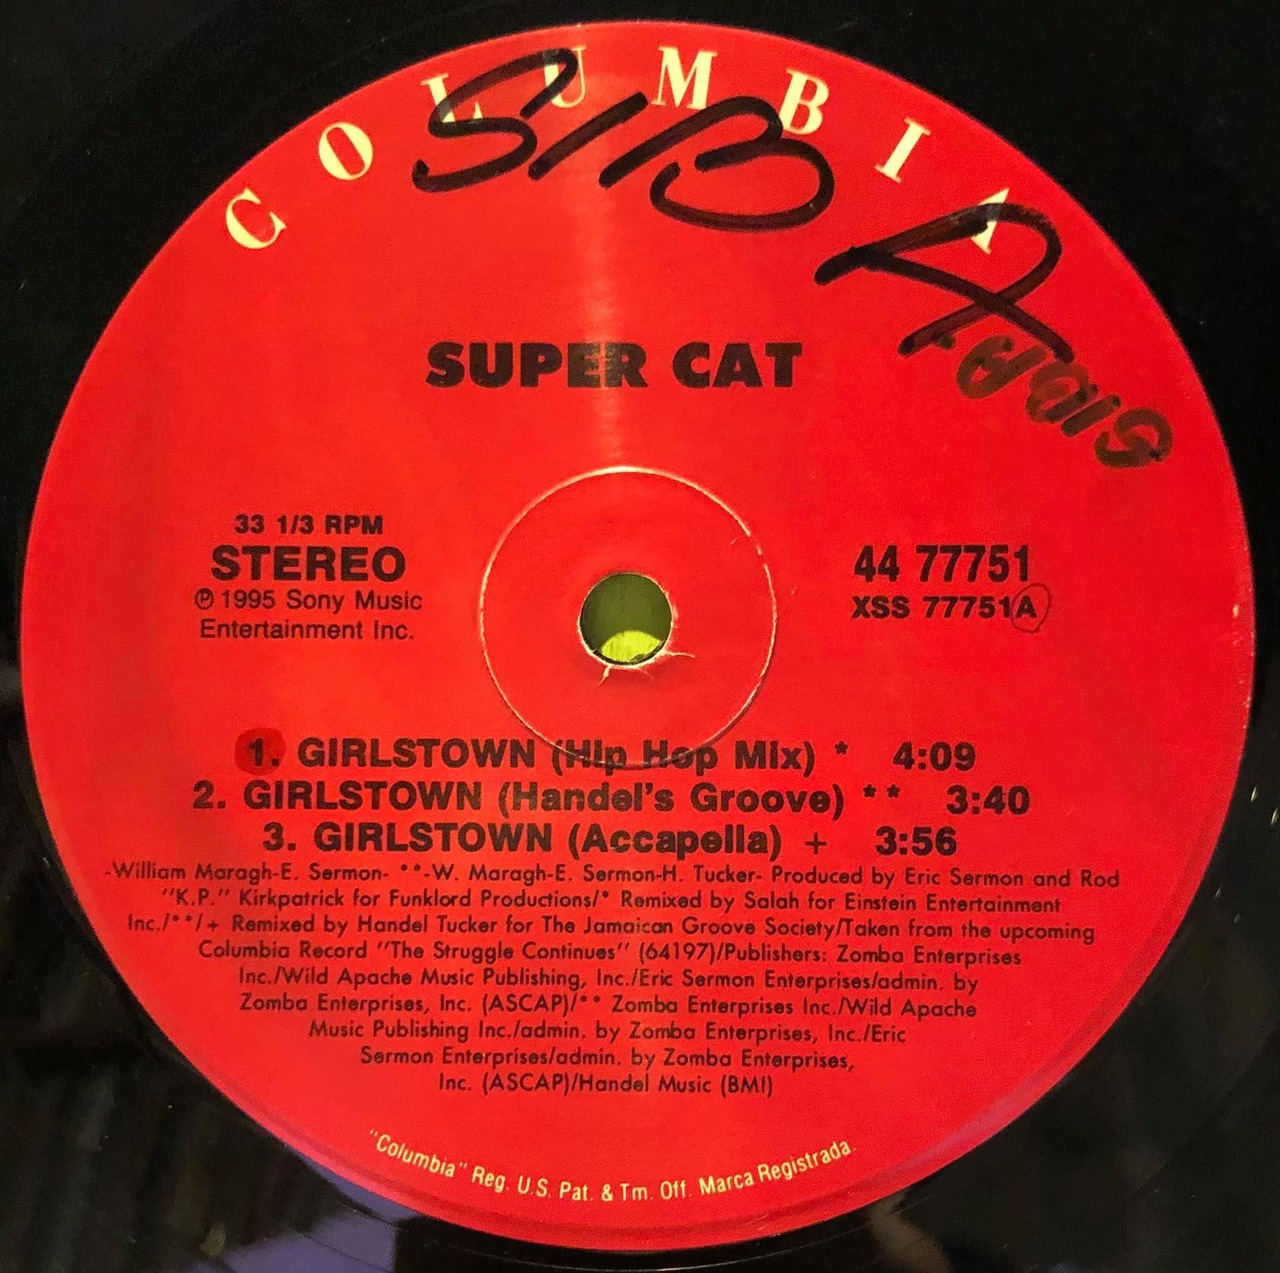 COLUMBIA
SIB A
SUPER CAT
33 1/3 RPM
STEREO
℗ 1995 Sony Music
Entertainment Inc.
44 77751
XSS 77751A
1. GIRLSTOWN (Hip Hop Mix) * 4:09
2. GIRLSTOWN (Handel's Groove) ** 3:40
3. GIRLSTOWN (Accapella) + 3:56
-William Maragh-E. Sermon- **-W. Maragh-E. Sermon-H. Tucker- Produced by Eric Sermon and Rod
"K.P." Kirkpatrick for Funklord Productions/* Remixed by Salah for Einstein Entertainment
Inc./**/+ Remixed by Handel Tucker for The Jamaican Groove Society/Taken from the upcoming
Columbia Record "The Struggle Continues" (64197)/Publishers: Zomba Enterprises
Inc./Wild Apache Music Publishing, Inc./Eric Sermon Enterprises/admin. by
Zomba Enterprises, Inc. (ASCAP)/** Zomba Enterprises Inc./Wild Apache
Music Publishing Inc./admin. by Zomba Enterprises, Inc./Eric
Sermon Enterprises/admin. by Zomba Enterprises,
Inc. (ASCAP)/Handel Music (BMI)
"Columbia" Reg. U.S. Pat. & Tm. Off. Marca Registrada.